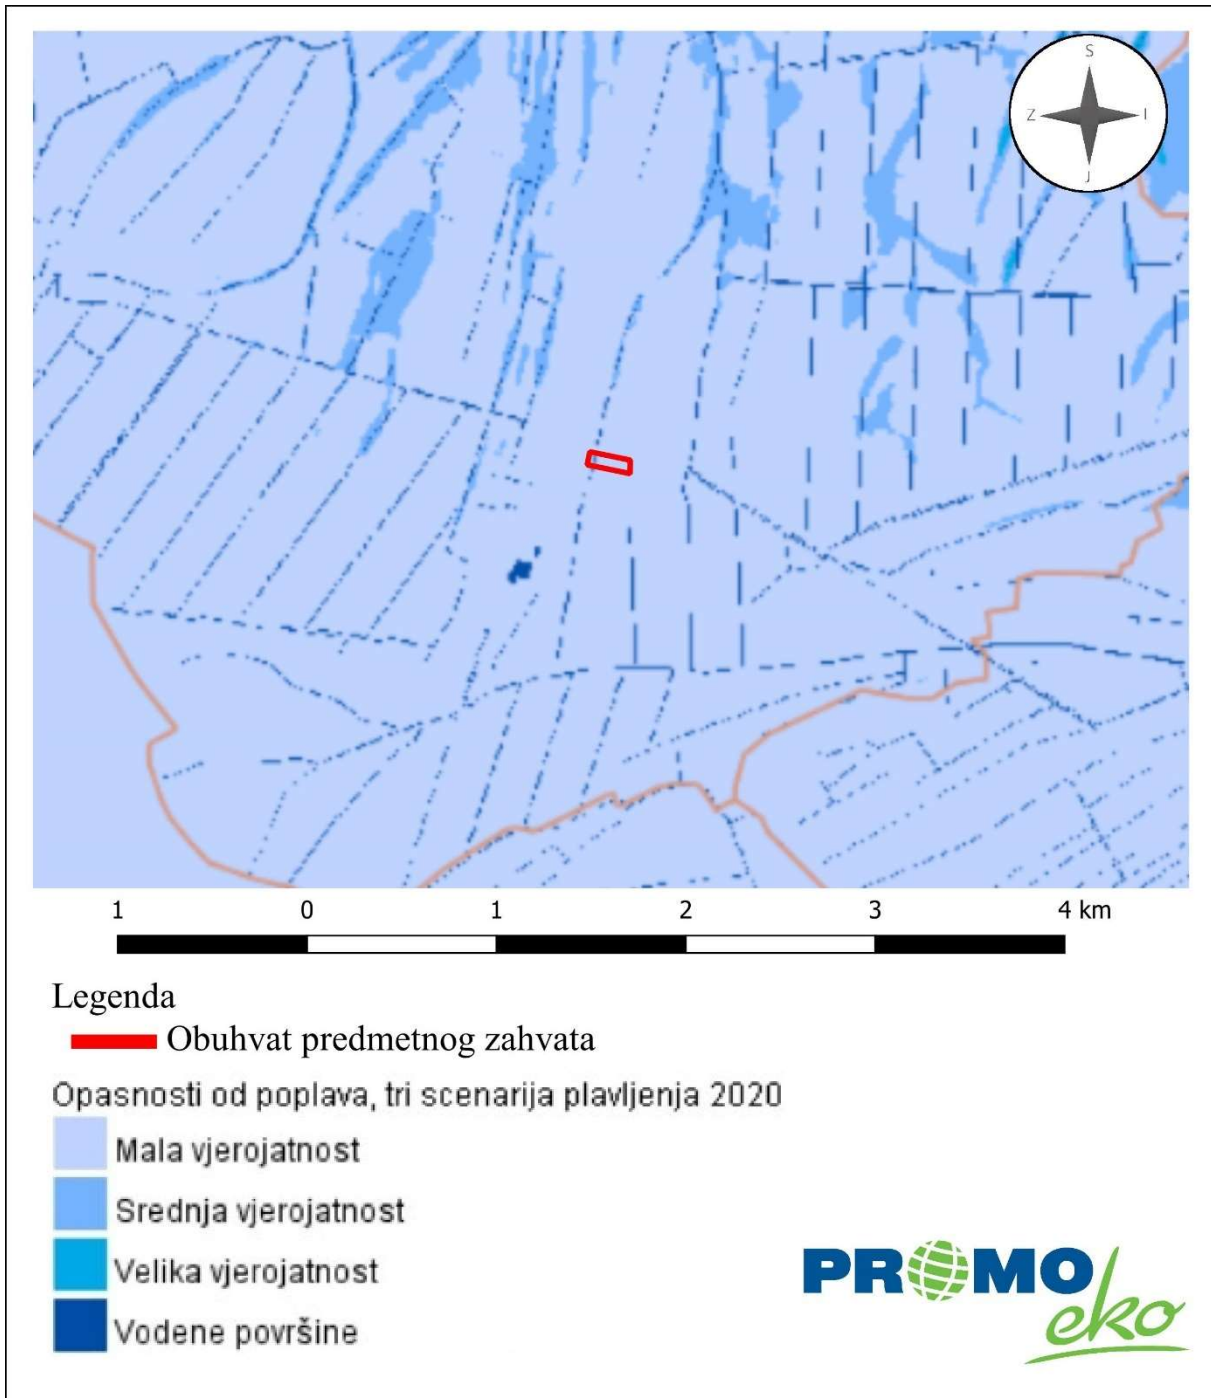 S
Z I
J
1 0 1 2 3 4 km
Legenda
Obuhvat predmetnog zahvata
Opasnosti od poplava, tri scenarija plavljenja 2020
Mala vjerojatnost
Srednja vjerojatnost
Velika vjerojatnost
Vodene površine
PROMO
eko